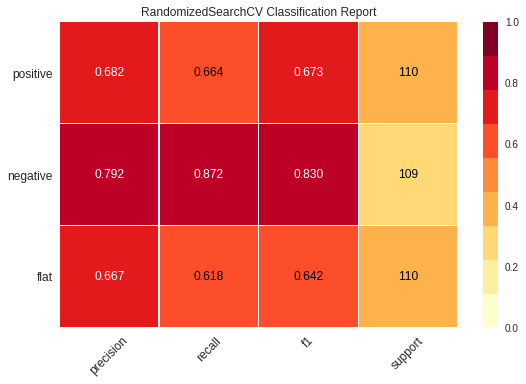 RandomizedSearchCV Classification Report
positive 0.682 0.664 0.673 110
negative 0.792 0.872 0.830 109
flat 0.667 0.618 0.642 110
precision recall f1 support
1.0
0.8
0.6
0.4
0.2
0.0